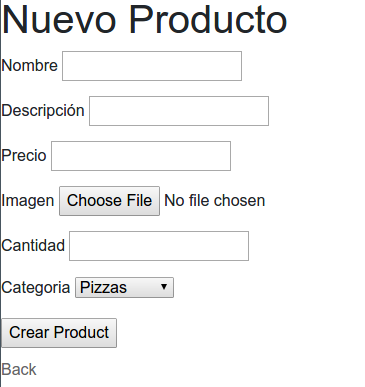 Nuevo Producto
Nombre
Descripción
Precio
Imagen Choose File No file chosen
Cantidad
Categoria Pizzas
Crear Product
Back